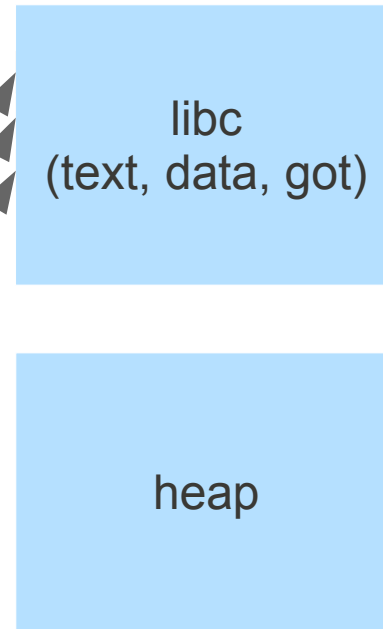 libc
(text, data, got)
heap